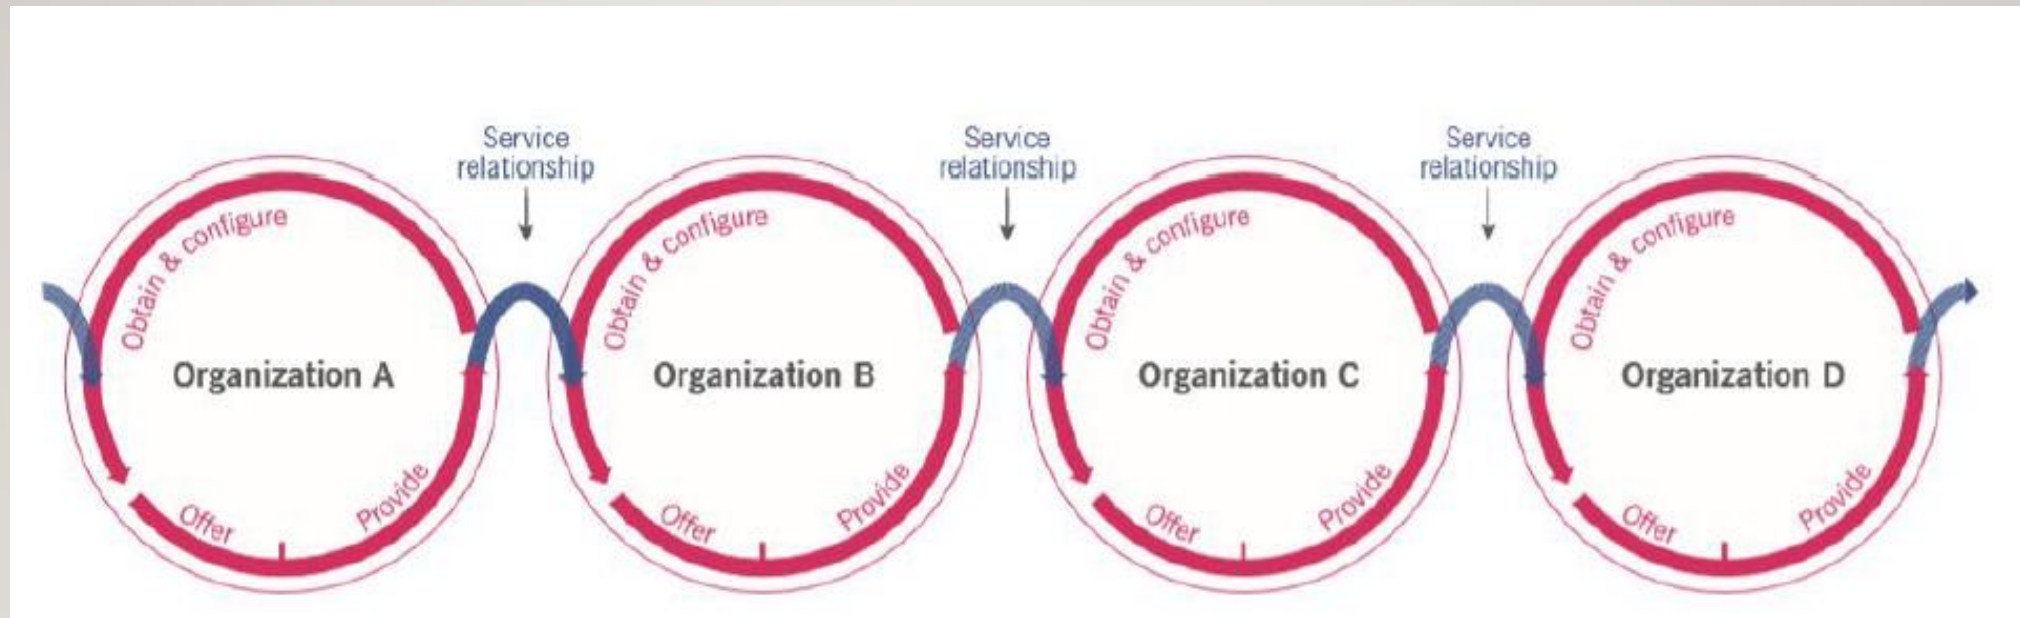 Service
relationship
Service
relationship
Service
relationship
Obtain & configure
Organization A
Offer
Provide
Obtain & configure
Organization B
Offer
Provide
Obtain & configure
Organization C
Offer
Provide
Obtain & configure
Organization D
Offer
Provide